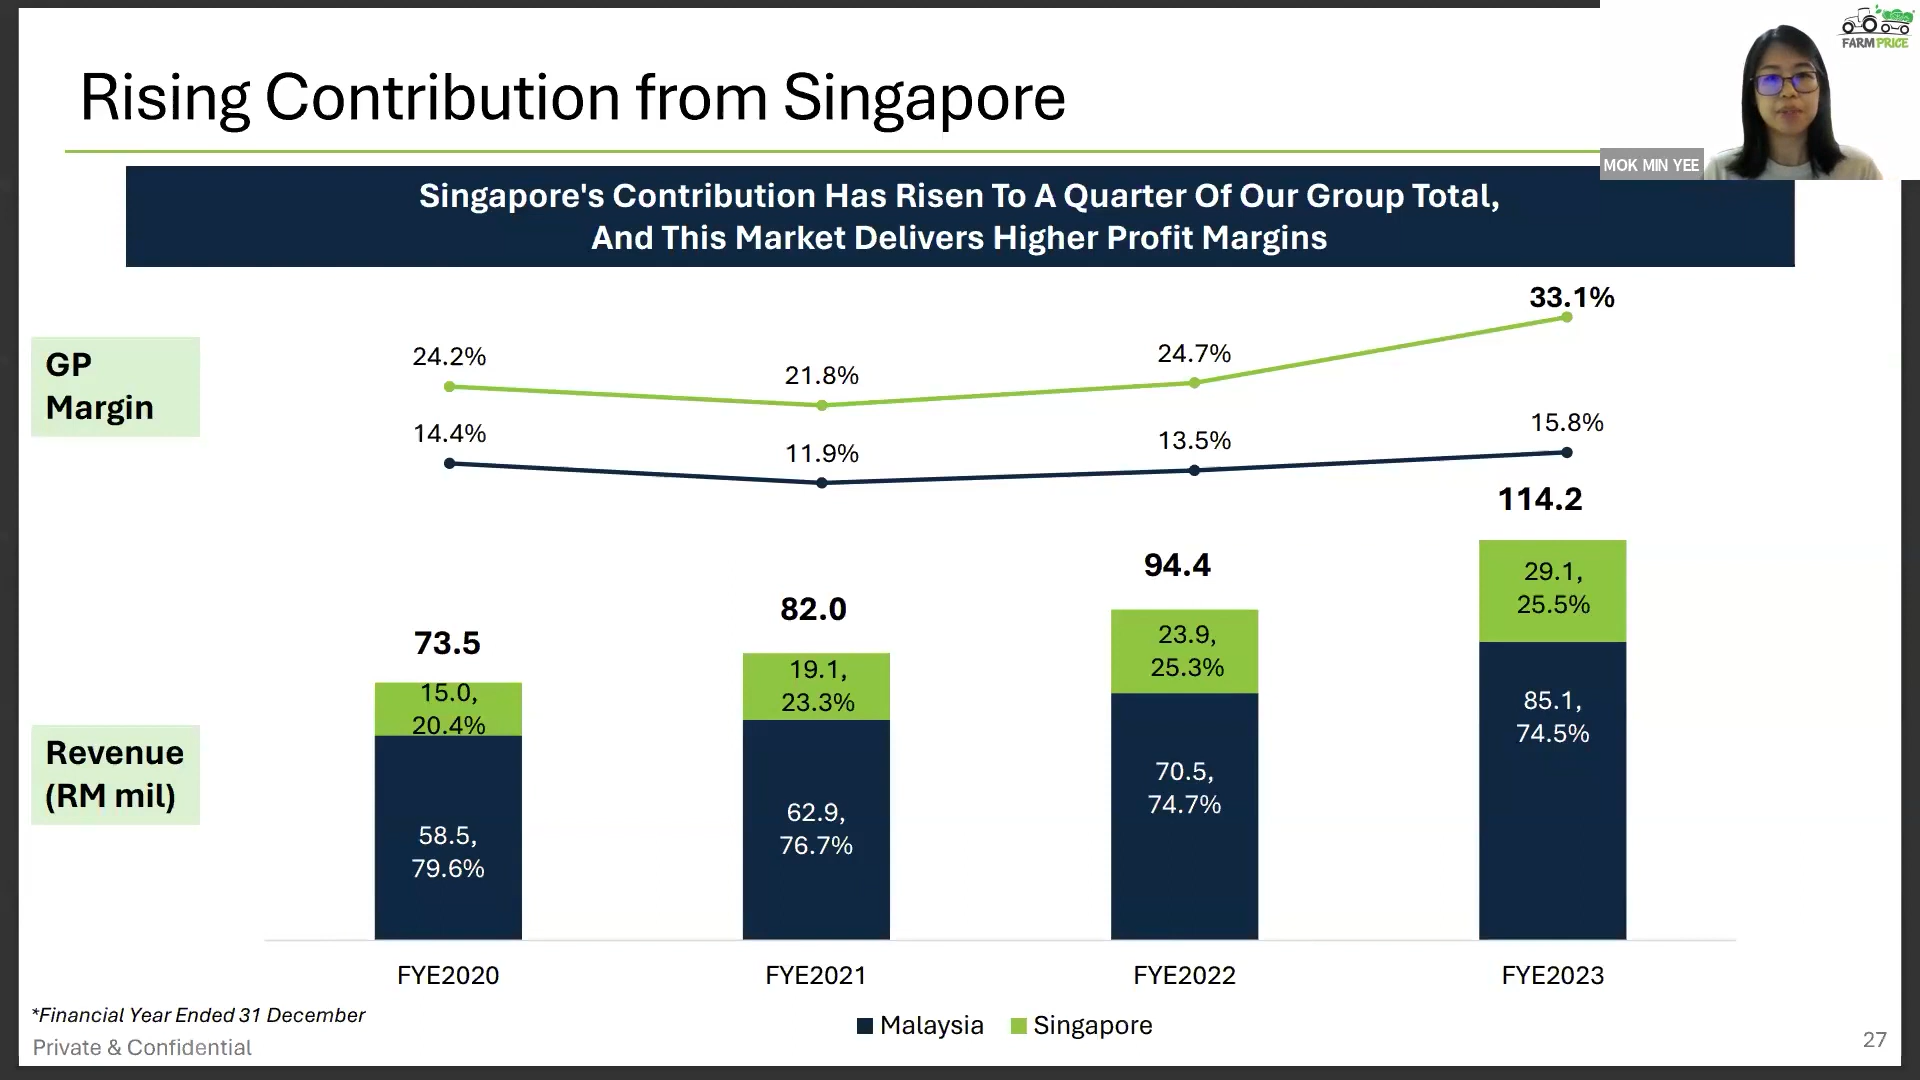 FARM PRICE
MOK MIN YEE
Rising Contribution from Singapore
Singapore's Contribution Has Risen To A Quarter Of Our Group Total,
And This Market Delivers Higher Profit Margins
GP
Margin
24.2%
21.8%
24.7%
33.1%
14.4%
11.9%
13.5%
15.8%
Revenue
(RM mil)
73.5
82.0
94.4
114.2
15.0,
20.4%
19.1,
23.3%
23.9,
25.3%
29.1,
25.5%
58.5,
79.6%
62.9,
76.7%
70.5,
74.7%
85.1,
74.5%
FYE2020
FYE2021
FYE2022
FYE2023
*Financial Year Ended 31 December
Malaysia
Singapore
Private & Confidential
27